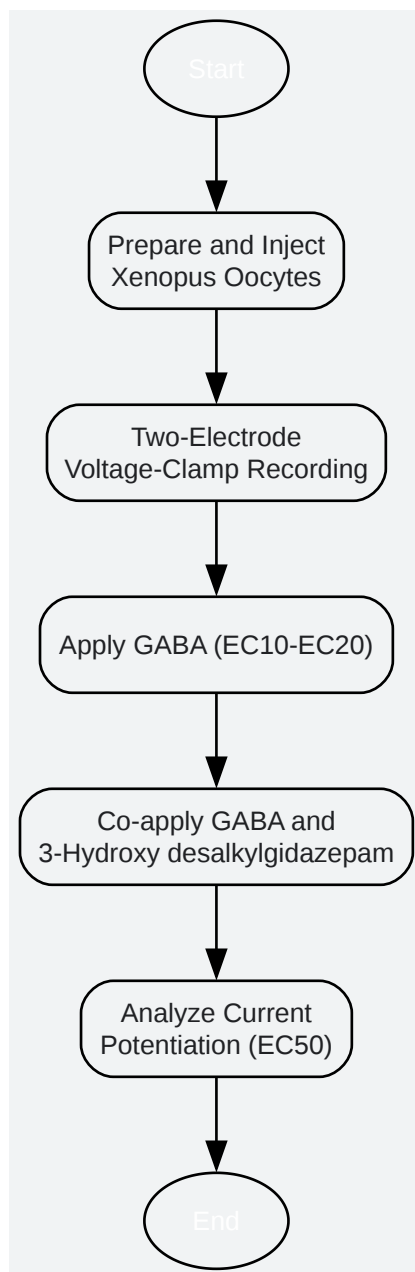 Start
Prepare and Inject
Xenopus Oocytes
Two-Electrode
Voltage-Clamp Recording
Apply GABA (EC10-EC20)
Co-apply GABA and
3-Hydroxy desalkylgidazepam
Analyze Current
Potentiation (EC50)
End